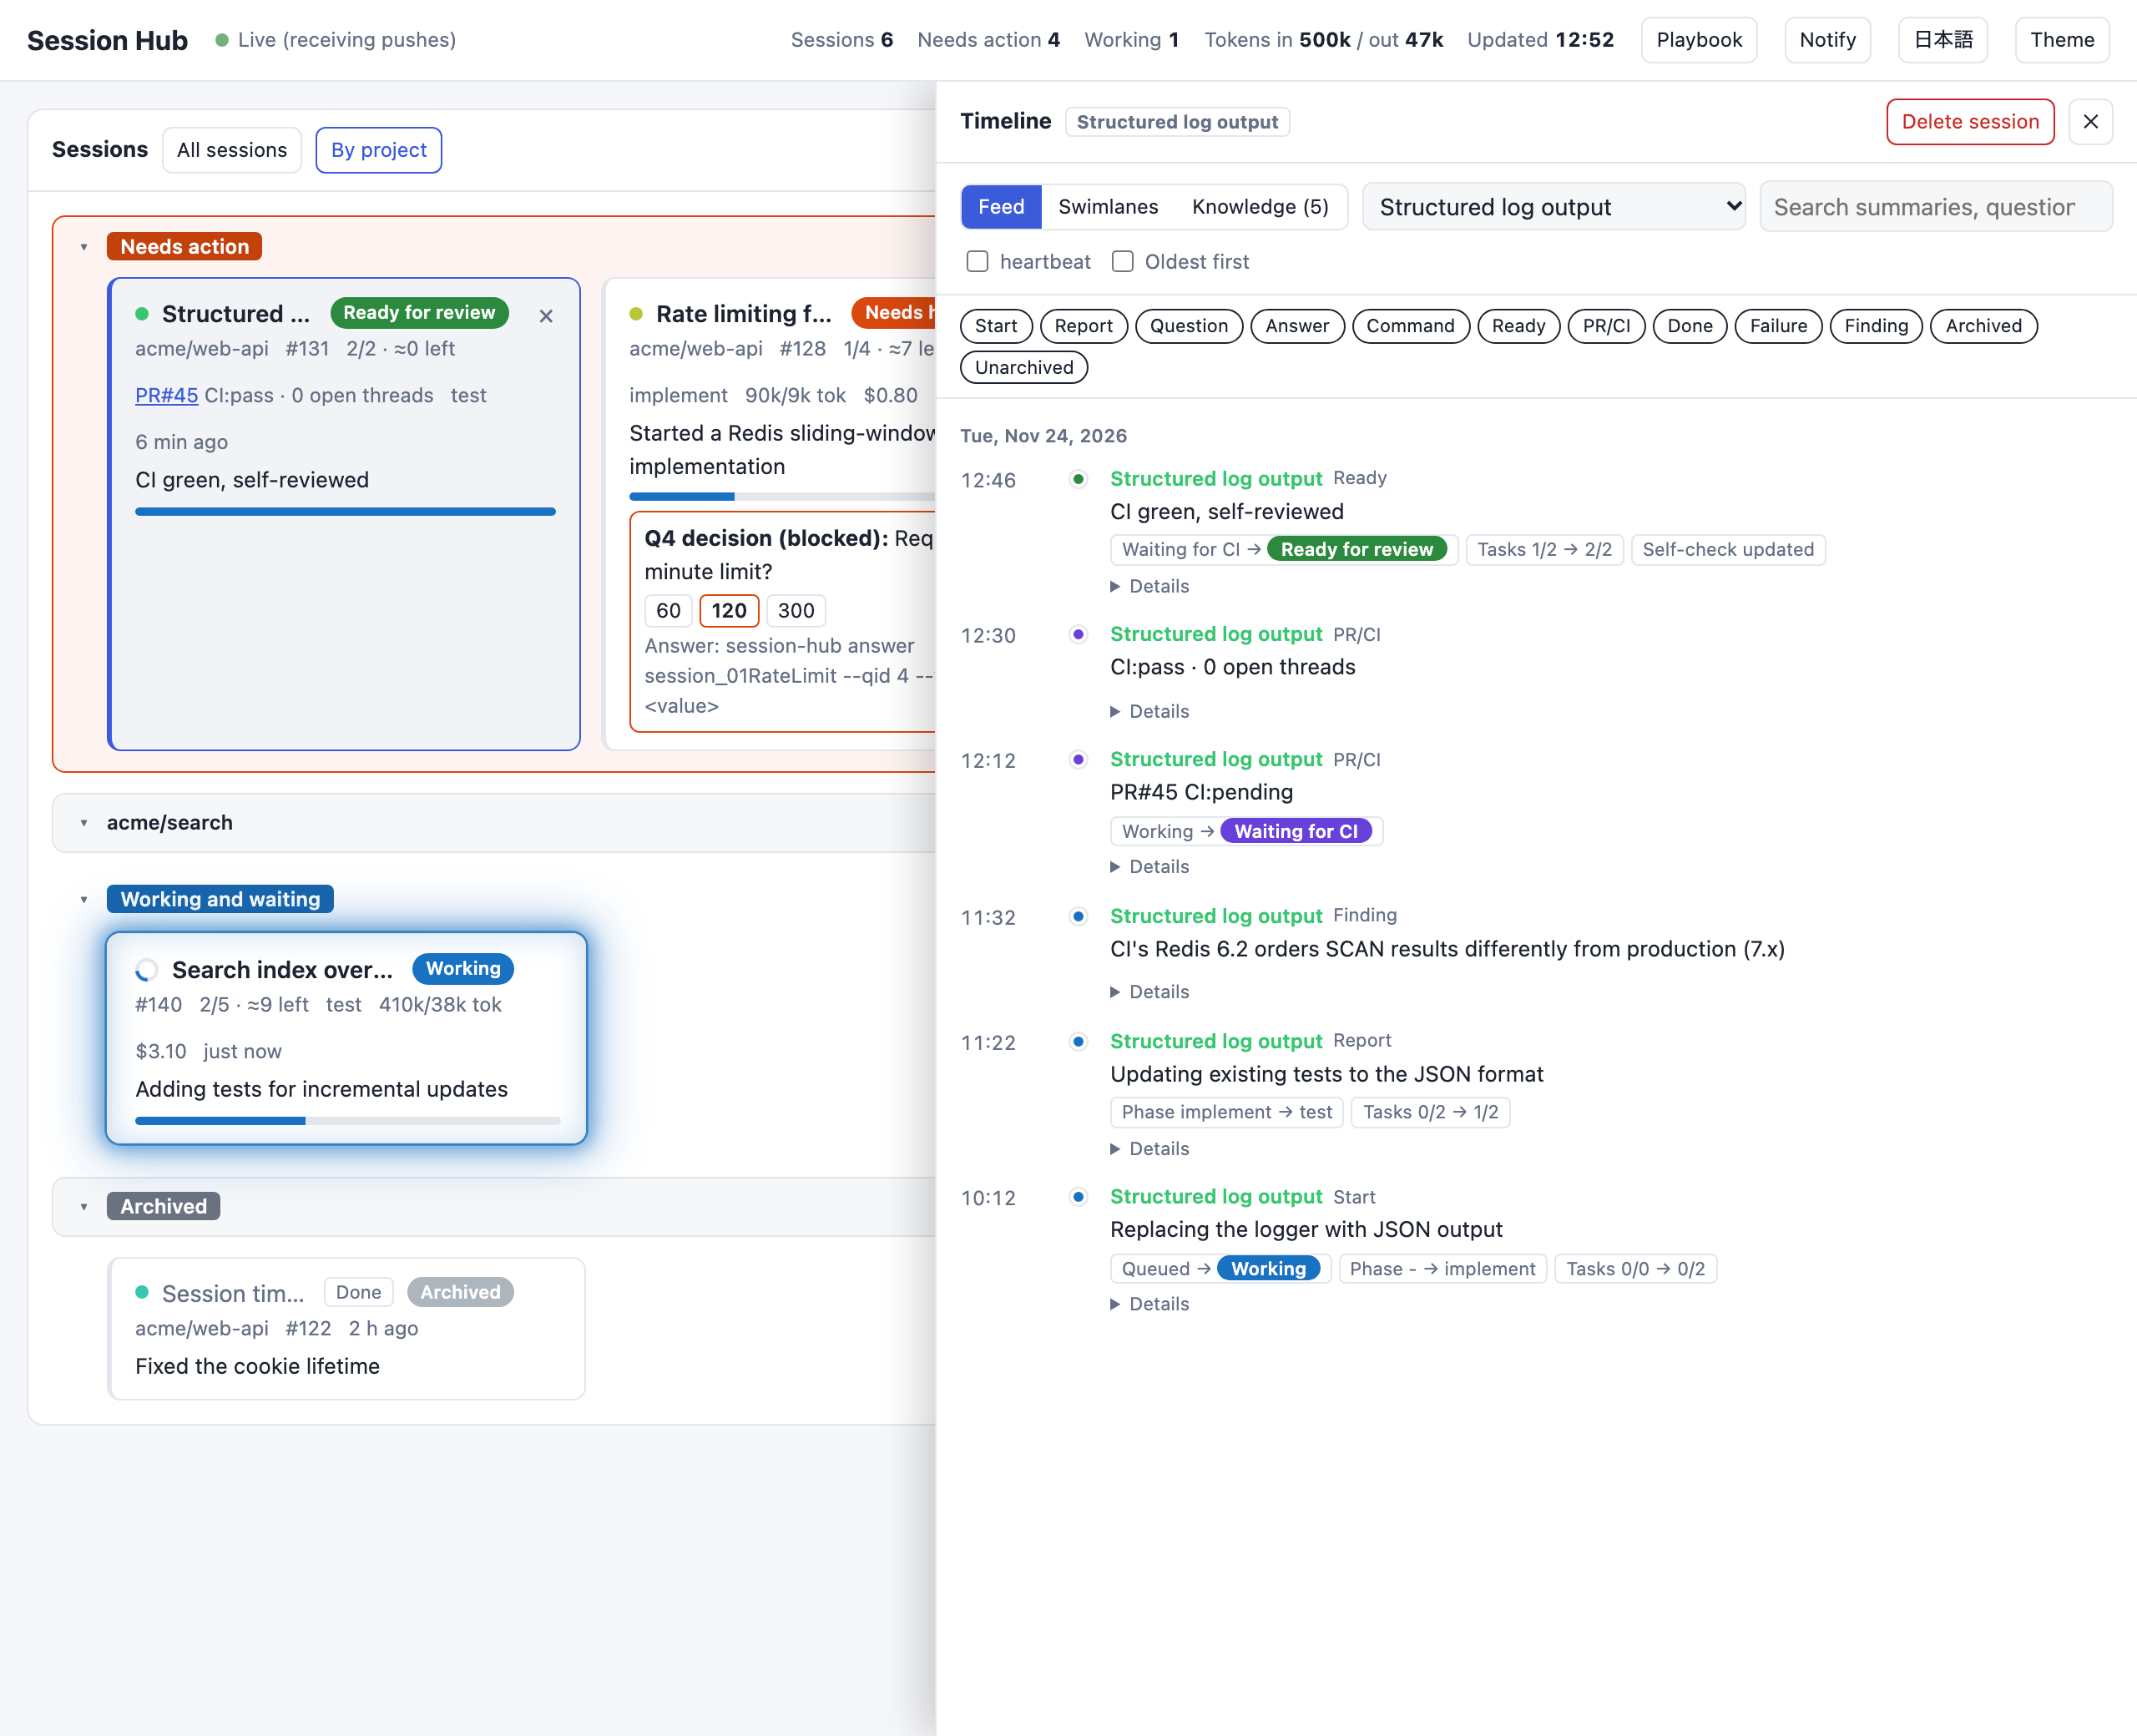 Session Hub Live (receiving pushes) Sessions 6 Needs action 4 Working 1 Tokens in 500k / out 47k Updated 12:52 Playbook Notify 日本語 Theme
Sessions All sessions By project
Needs action
Structured ... Ready for review ×
acme/web-api #131 2/2 · ≈0 left
PR#45 CI:pass · 0 open threads test
6 min ago
CI green, self-reviewed
Rate limiting f... Needs
acme/web-api #128 1/4 · ≈7
implement 90k/9k tok $0.80
Started a Redis sliding-window
implementation
Q4 decision (blocked):
minute limit?
60 120 300
Answer: session-hub answer
session_01RateLimit --qid 4 --
<value>
acme/search
Working and waiting
Search index over... Working
#140 2/5 · ≈9 left test 410k/38k tok
$3.10 just now
Adding tests for incremental updates
Archived
Session tim... Done Archived
acme/web-api #122 2 h ago
Fixed the cookie lifetime
Timeline Structured log output Delete session ×
Feed Swimlanes Knowledge (5) Structured log output Search summaries, question
heartbeat Oldest first
Start Report Question Answer Command Ready PR/CI Done Failure Finding Archived
Unarchived
Tue, Nov 24, 2026
12:46 Structured log output Ready
CI green, self-reviewed
Waiting for CI → Ready for review Tasks 1/2 → 2/2 Self-check updated
Details
12:30 Structured log output PR/CI
CI:pass · 0 open threads
Details
12:12 Structured log output PR/CI
PR#45 CI:pending
Working → Waiting for CI
Details
11:32 Structured log output Finding
CI's Redis 6.2 orders SCAN results differently from production (7.x)
Details
11:22 Structured log output Report
Updating existing tests to the JSON format
Phase implement → test Tasks 0/2 → 1/2
Details
10:12 Structured log output Start
Replacing the logger with JSON output
Queued → Working Phase - → implement Tasks 0/0 → 0/2
Details